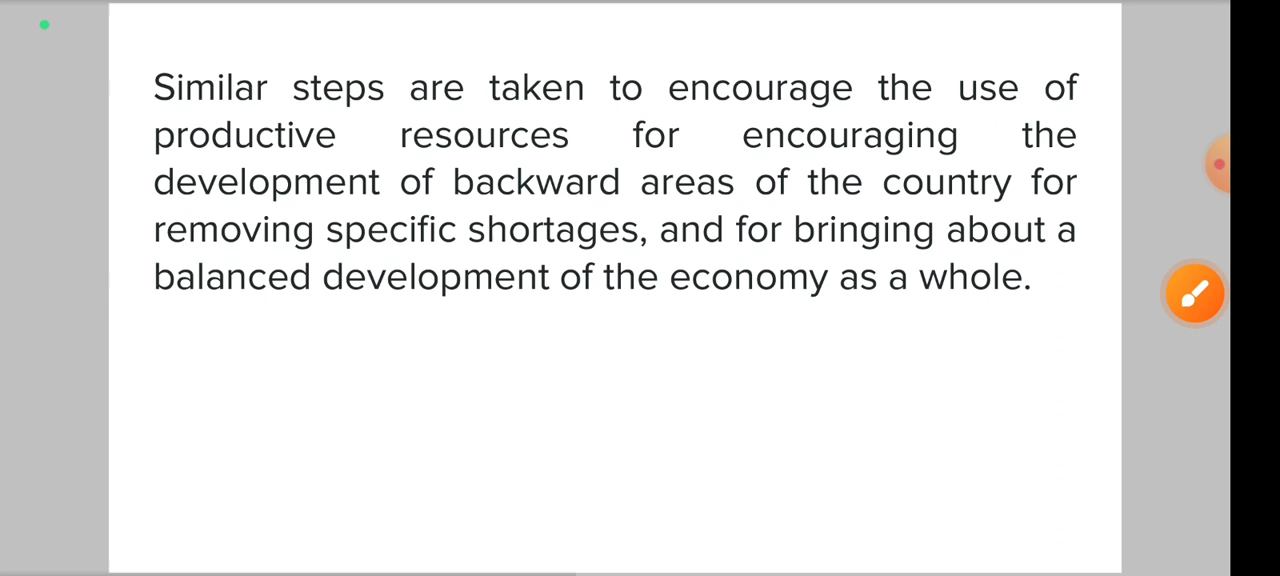 Similar steps are taken to encourage the use of
productive resources for encouraging the
development of backward areas of the country for
removing specific shortages, and for bringing about a
balanced development of the economy as a whole.